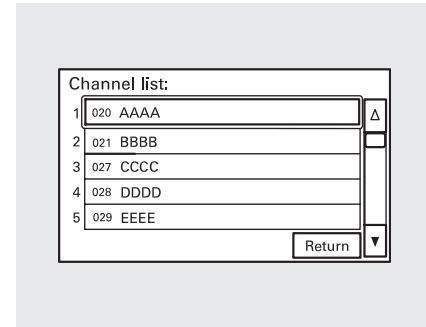 Channel list:
1 020 AAAA
2 021 BBBB
3 027 CCCC
4 028 DDDD
5 029 EEEE
Return